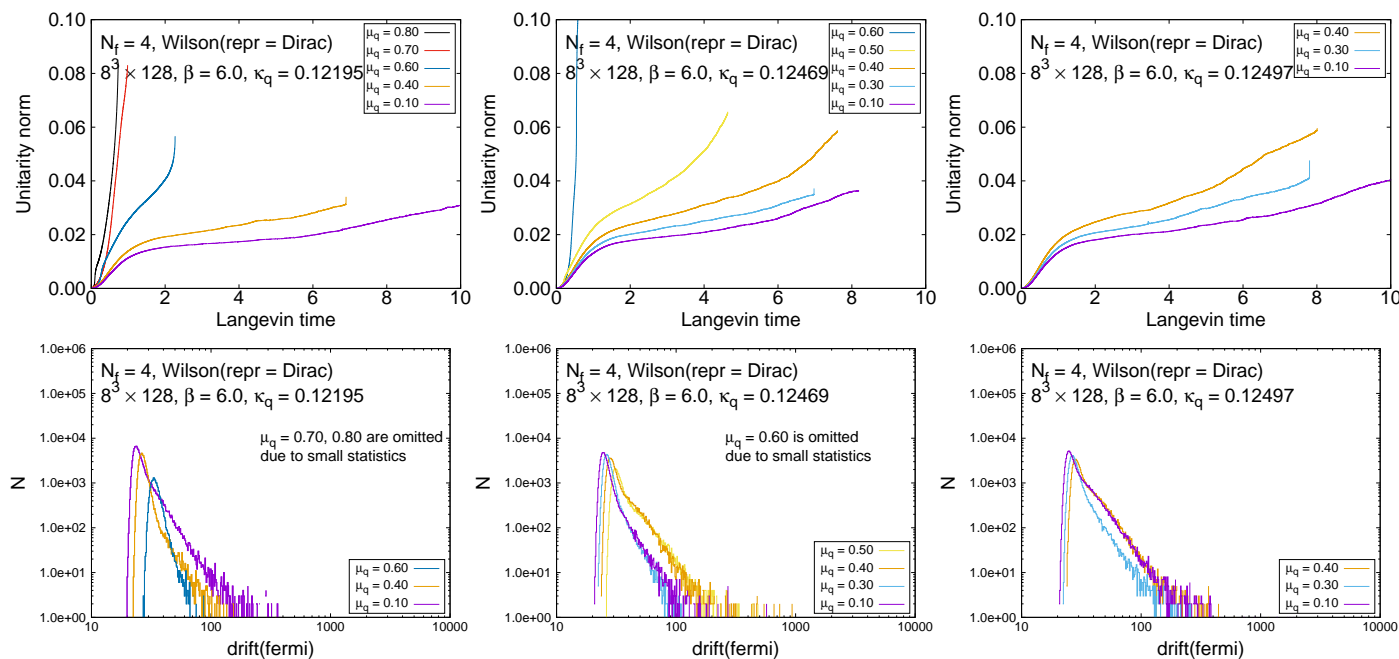 0.10
0.08
0.06
0.04
0.02
0.00
Unitarity norm
N_f = 4, Wilson(repr = Dirac)
8^3 × 128, β = 6.0, κ_q = 0.12195
μ_q = 0.80
μ_q = 0.70
μ_q = 0.60
μ_q = 0.40
μ_q = 0.10
0 2 4 6 8 10
Langevin time
0.10
0.08
0.06
0.04
0.02
0.00
Unitarity norm
N_f = 4, Wilson(repr = Dirac)
8^3 × 128, β = 6.0, κ_q = 0.12469
μ_q = 0.60
μ_q = 0.50
μ_q = 0.40
μ_q = 0.30
μ_q = 0.10
0 2 4 6 8 10
Langevin time
0.10
0.08
0.06
0.04
0.02
0.00
Unitarity norm
N_f = 4, Wilson(repr = Dirac)
8^3 × 128, β = 6.0, κ_q = 0.12497
μ_q = 0.40
μ_q = 0.30
μ_q = 0.10
0 2 4 6 8 10
Langevin time
1.0e+06
1.0e+05
1.0e+04
1.0e+03
1.0e+02
1.0e+01
1.0e+00
N
N_f = 4, Wilson(repr = Dirac)
8^3 × 128, β = 6.0, κ_q = 0.12195
μ_q = 0.70, 0.80 are omitted
due to small statistics
μ_q = 0.60
μ_q = 0.40
μ_q = 0.10
10 100 1000 10000
drift(fermi)
1.0e+06
1.0e+05
1.0e+04
1.0e+03
1.0e+02
1.0e+01
1.0e+00
N
N_f = 4, Wilson(repr = Dirac)
8^3 × 128, β = 6.0, κ_q = 0.12469
μ_q = 0.60 is omitted
due to small statistics
μ_q = 0.50
μ_q = 0.40
μ_q = 0.30
μ_q = 0.10
10 100 1000 10000
drift(fermi)
1.0e+06
1.0e+05
1.0e+04
1.0e+03
1.0e+02
1.0e+01
1.0e+00
N
N_f = 4, Wilson(repr = Dirac)
8^3 × 128, β = 6.0, κ_q = 0.12497
μ_q = 0.40
μ_q = 0.30
μ_q = 0.10
10 100 1000 10000
drift(fermi)